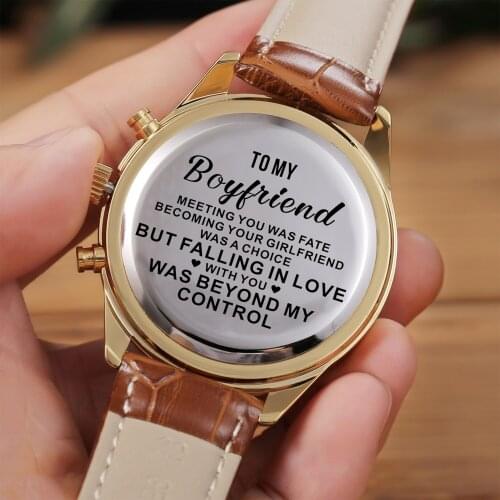 TO MY
Boyfriend
MEETING YOU WAS FATE
BECOMING YOUR GIRLFRIEND
WAS A CHOICE
BUT FALLING IN LOVE
♥ WITH YOU ♥
WAS BEYOND MY
CONTROL